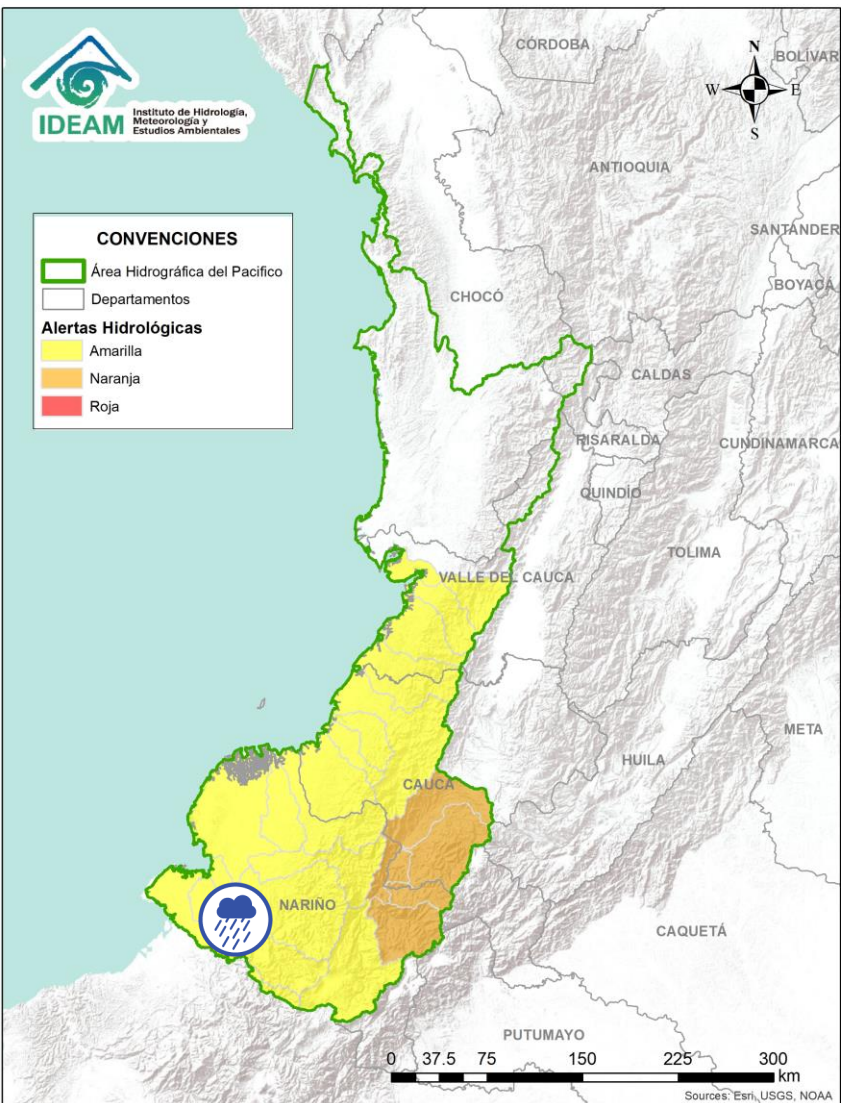 IDEAM
Instituto de Hidrología,
Meteorología y
Estudios Ambientales
N
W
E
S
CONVENCIONES
Área Hidrográfica del Pacifico
Departamentos
Alertas Hidrológicas
Amarilla
Naranja
Roja
CÓRDOBA
BOLÍVAR
ANTIOQUIA
SANTANDER
BOYACÁ
CHOCÓ
CALDAS
RISARALDA
CUNDINAMARCA
QUINDÍO
TOLIMA
VALLE DEL CAUCA
META
HUILA
CAUCA
NARIÑO
CAQUETÁ
PUTUMAYO
0 37.5 75 150 225 300
km
Sources: Esri, USGS, NOAA